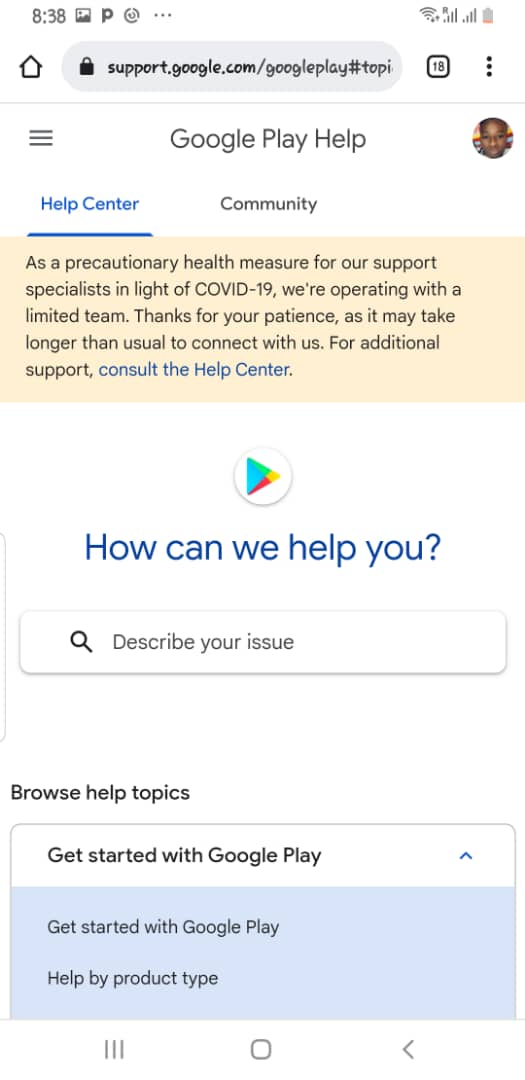 8:38
support.google.com/googleplay#topi
18
Google Play Help
Help Center
Community
As a precautionary health measure for our support
specialists in light of COVID-19, we're operating with a
limited team. Thanks for your patience, as it may take
longer than usual to connect with us. For additional
support, consult the Help Center.
How can we help you?
Describe your issue
Browse help topics
Get started with Google Play
Get started with Google Play
Help by product type